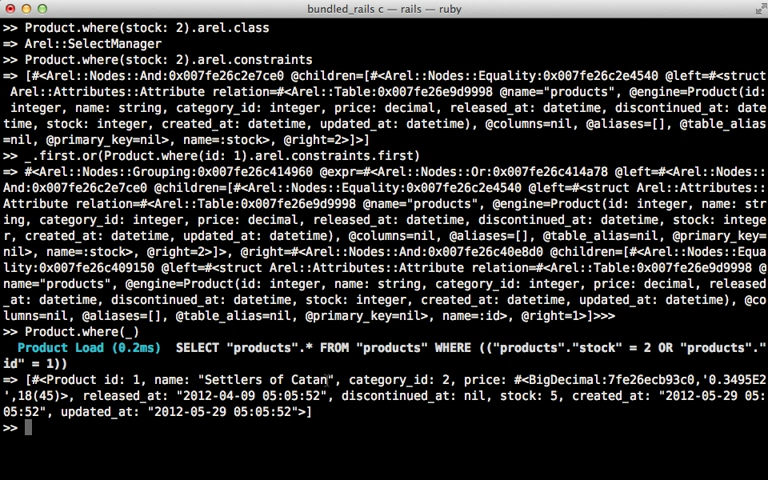 bundled_rails c — rails — ruby
>> Product.where(stock: 2).arel.class
=> Arel::SelectManager
>> Product.where(stock: 2).arel.constraints
=> [#<Arel::Nodes::And:0x007fe26c2e7ce0 @children=[#<Arel::Nodes::Equality:0x007fe26c2e4540 @left=#<struct
Arel::Attributes::Attribute relation=#<Arel::Table:0x007fe26e9d9998 @name="products", @engine=Product(id:
integer, name: string, category_id: integer, price: decimal, released_at: datetime, discontinued_at: date
time, stock: integer, created_at: datetime, updated_at: datetime), @columns=nil, @aliases=[], @table_alias
=nil, @primary_key=nil>, name=:stock>, @right=2>]>]
>> _.first.or(Product.where(id: 1).arel.constraints.first)
=> #<Arel::Nodes::Grouping:0x007fe26c414960 @expr=#<Arel::Nodes::Or:0x007fe26c414a78 @left=#<Arel::Nodes::
And:0x007fe26c2e7ce0 @children=[#<Arel::Nodes::Equality:0x007fe26c2e4540 @left=#<struct Arel::Attributes::
Attribute relation=#<Arel::Table:0x007fe26e9d9998 @name="products", @engine=Product(id: integer, name: str
ing, category_id: integer, price: decimal, released_at: datetime, discontinued_at: datetime, stock: intege
r, created_at: datetime, updated_at: datetime), @columns=nil, @aliases=[], @table_alias=nil, @primary_key=
nil>, name=:stock>, @right=2>]>, @right=#<Arel::Nodes::And:0x007fe26c40e8d0 @children=[#<Arel::Nodes::Equa
lity:0x007fe26c409150 @left=#<struct Arel::Attributes::Attribute relation=#<Arel::Table:0x007fe26e9d9998 @
name="products", @engine=Product(id: integer, name: string, category_id: integer, price: decimal, released
_at: datetime, discontinued_at: datetime, stock: integer, created_at: datetime, updated_at: datetime), @co
lumns=nil, @aliases=[], @table_alias=nil, @primary_key=nil>, name=:id>, @right=1>]>>>
>> Product.where(_)
Product Load (0.2ms)  SELECT "products".* FROM "products" WHERE (("products"."stock" = 2 OR "products"."
id" = 1))
=> [#<Product id: 1, name: "Settlers of Catan", category_id: 2, price: #<BigDecimal:7fe26ecb93c0,'0.3495E2
',18(45)>, released_at: "2012-04-09 05:05:52", discontinued_at: nil, stock: 5, created_at: "2012-05-29 05:
05:52", updated_at: "2012-05-29 05:05:52">]
>>